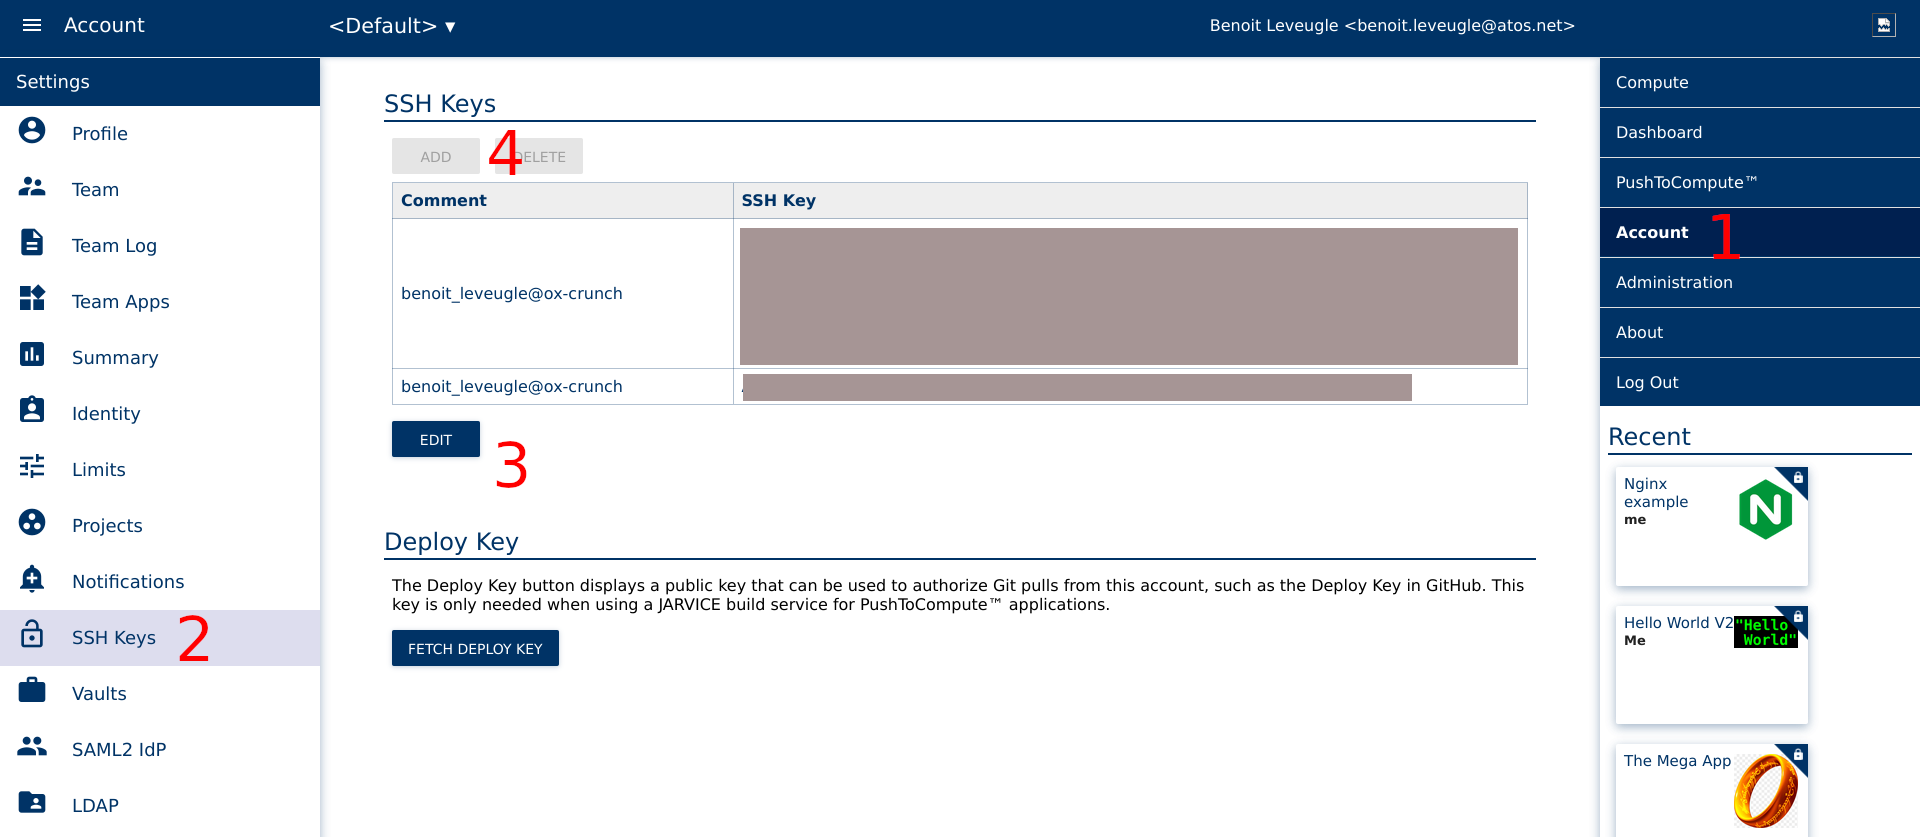 Account
<Default> ▾
Benoit Leveugle <benoit.leveugle@atos.net>
Settings
Profile
Team
Team Log
Team Apps
Summary
Identity
Limits
Projects
Notifications
SSH Keys 2
Vaults
SAML2 IdP
LDAP
SSH Keys
ADD 4 DELETE
Comment SSH Key
benoit_leveugle@ox-crunch
benoit_leveugle@ox-crunch
EDIT 3
Deploy Key
The Deploy Key button displays a public key that can be used to authorize Git pulls from this account, such as the Deploy Key in GitHub. This
key is only needed when using a JARVICE build service for PushToCompute™ applications.
FETCH DEPLOY KEY
Compute
Dashboard
PushToCompute™
Account 1
Administration
About
Log Out
Recent
Nginx
example
me
N
Hello World V2
Me
"Hello
World"
The Mega App